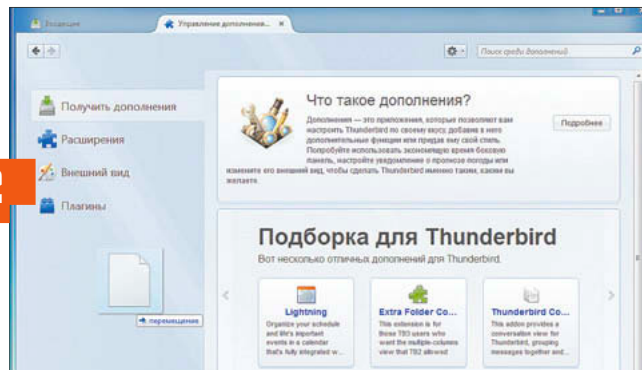 Входящие
Управление дополнения...
Поиск среди дополнений
Получить дополнения
Расширения
Внешний вид
Плагины
перемещение
Что такое дополнения?
Дополнения — это приложения, которые позволяют вам
настроить Thunderbird по своему вкусу, добавив в него
дополнительные функции или придав ему свой стиль.
Попробуйте использовать экономящую время боковую
панель, настройте уведомление о прогнозе погоды или
измените его внешний вид, чтобы сделать Thunderbird именно таким, каким вы
желаете.
Подробнее
Подборка для Thunderbird
Вот несколько отличных дополнений для Thunderbird.
Lightning
Organize your schedule
and life's important
events in a calendar
that's fully integrated w...
Extra Folder Co...
This extension is for
those TB3 users who
want the multiple-columns
view that TB2 allowed
Thunderbird Co...
This addon provides a
conversation view for
Thunderbird, grouping
messages together and...